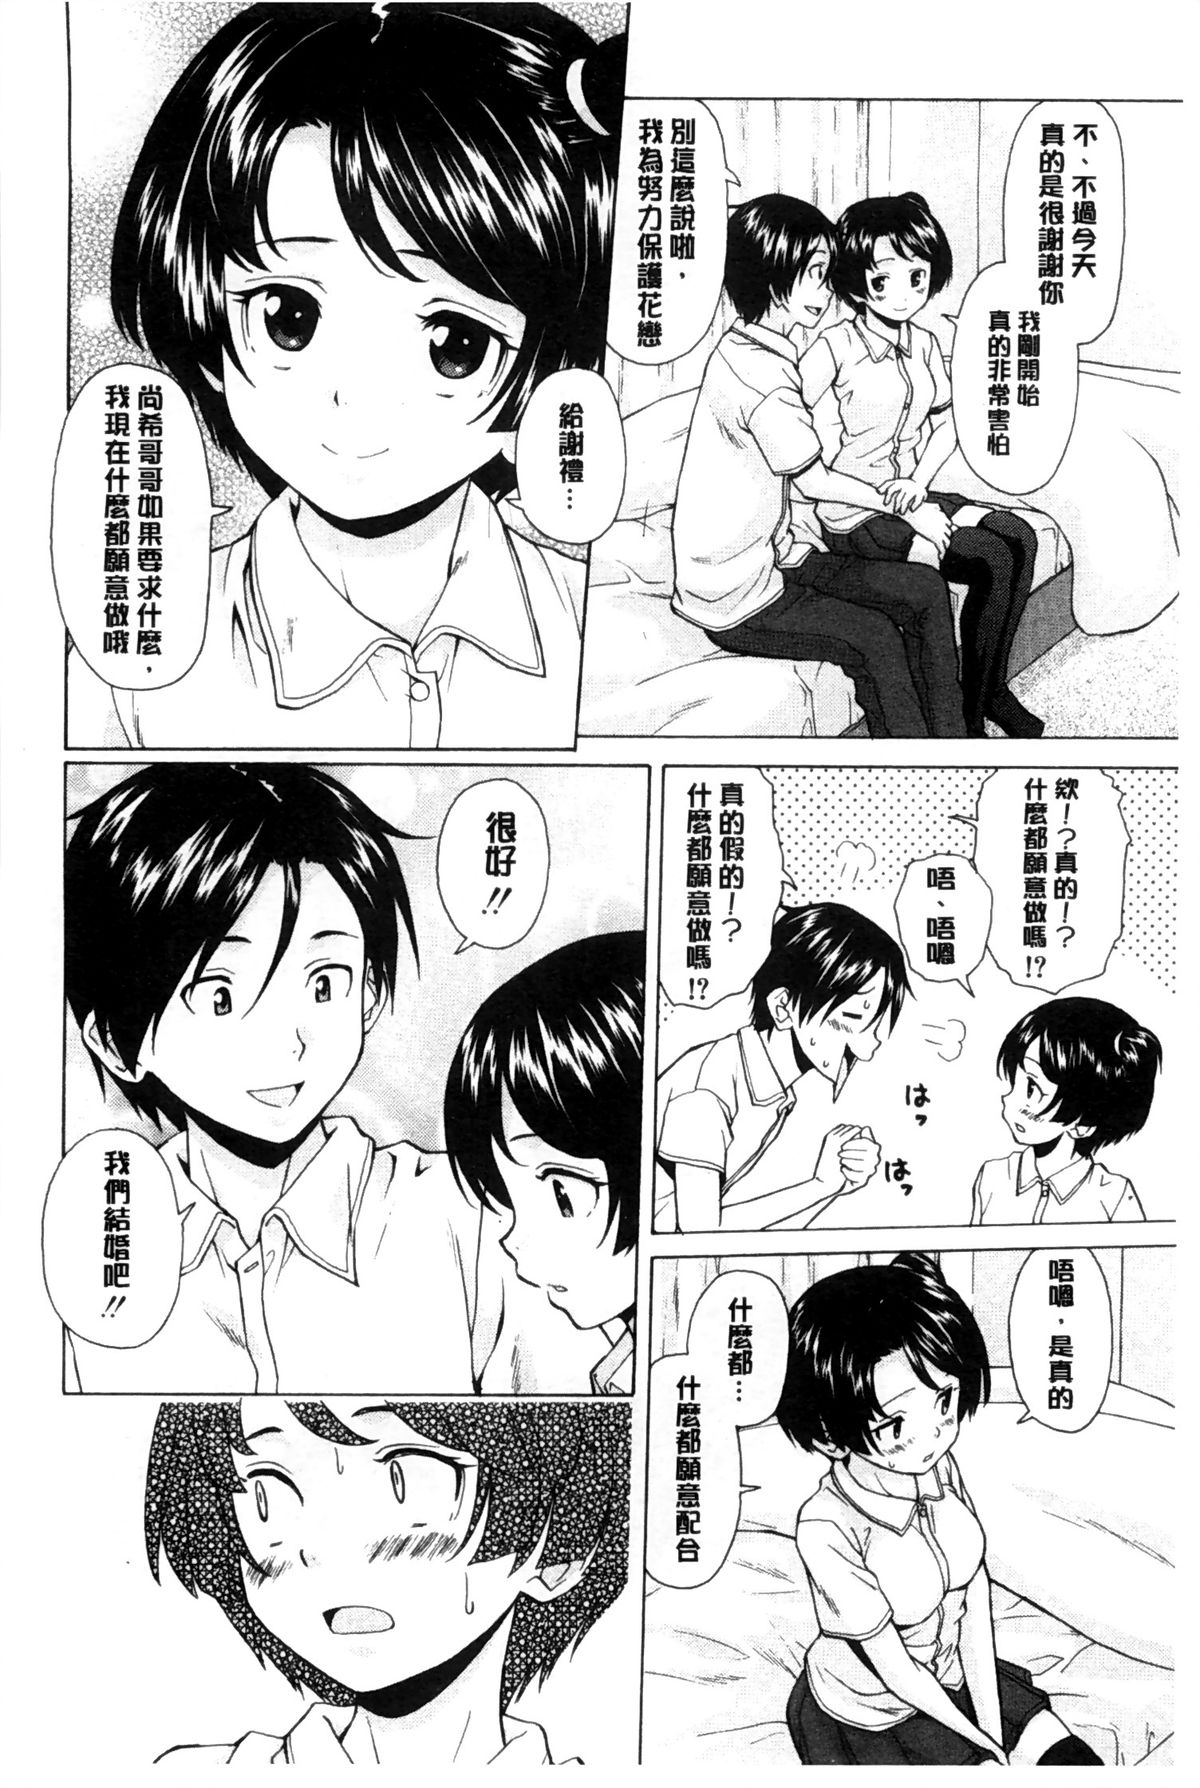 不、不過今天
真的是很謝謝你
我剛開始
真的非常害怕
別這麼說啦，
我為努力保護花戀
給謝禮…
尚希哥哥如果要求什麼，
我現在什麼都願意做哦
欸!?真的!?
什麼都願意做嗎!?
唔、唔嗯
真的假的!?
什麼都願意做嗎!?
はっ
はっ
唔嗯，是真的
什麼都…
什麼都願意配合
很好!!
我們結婚吧!!